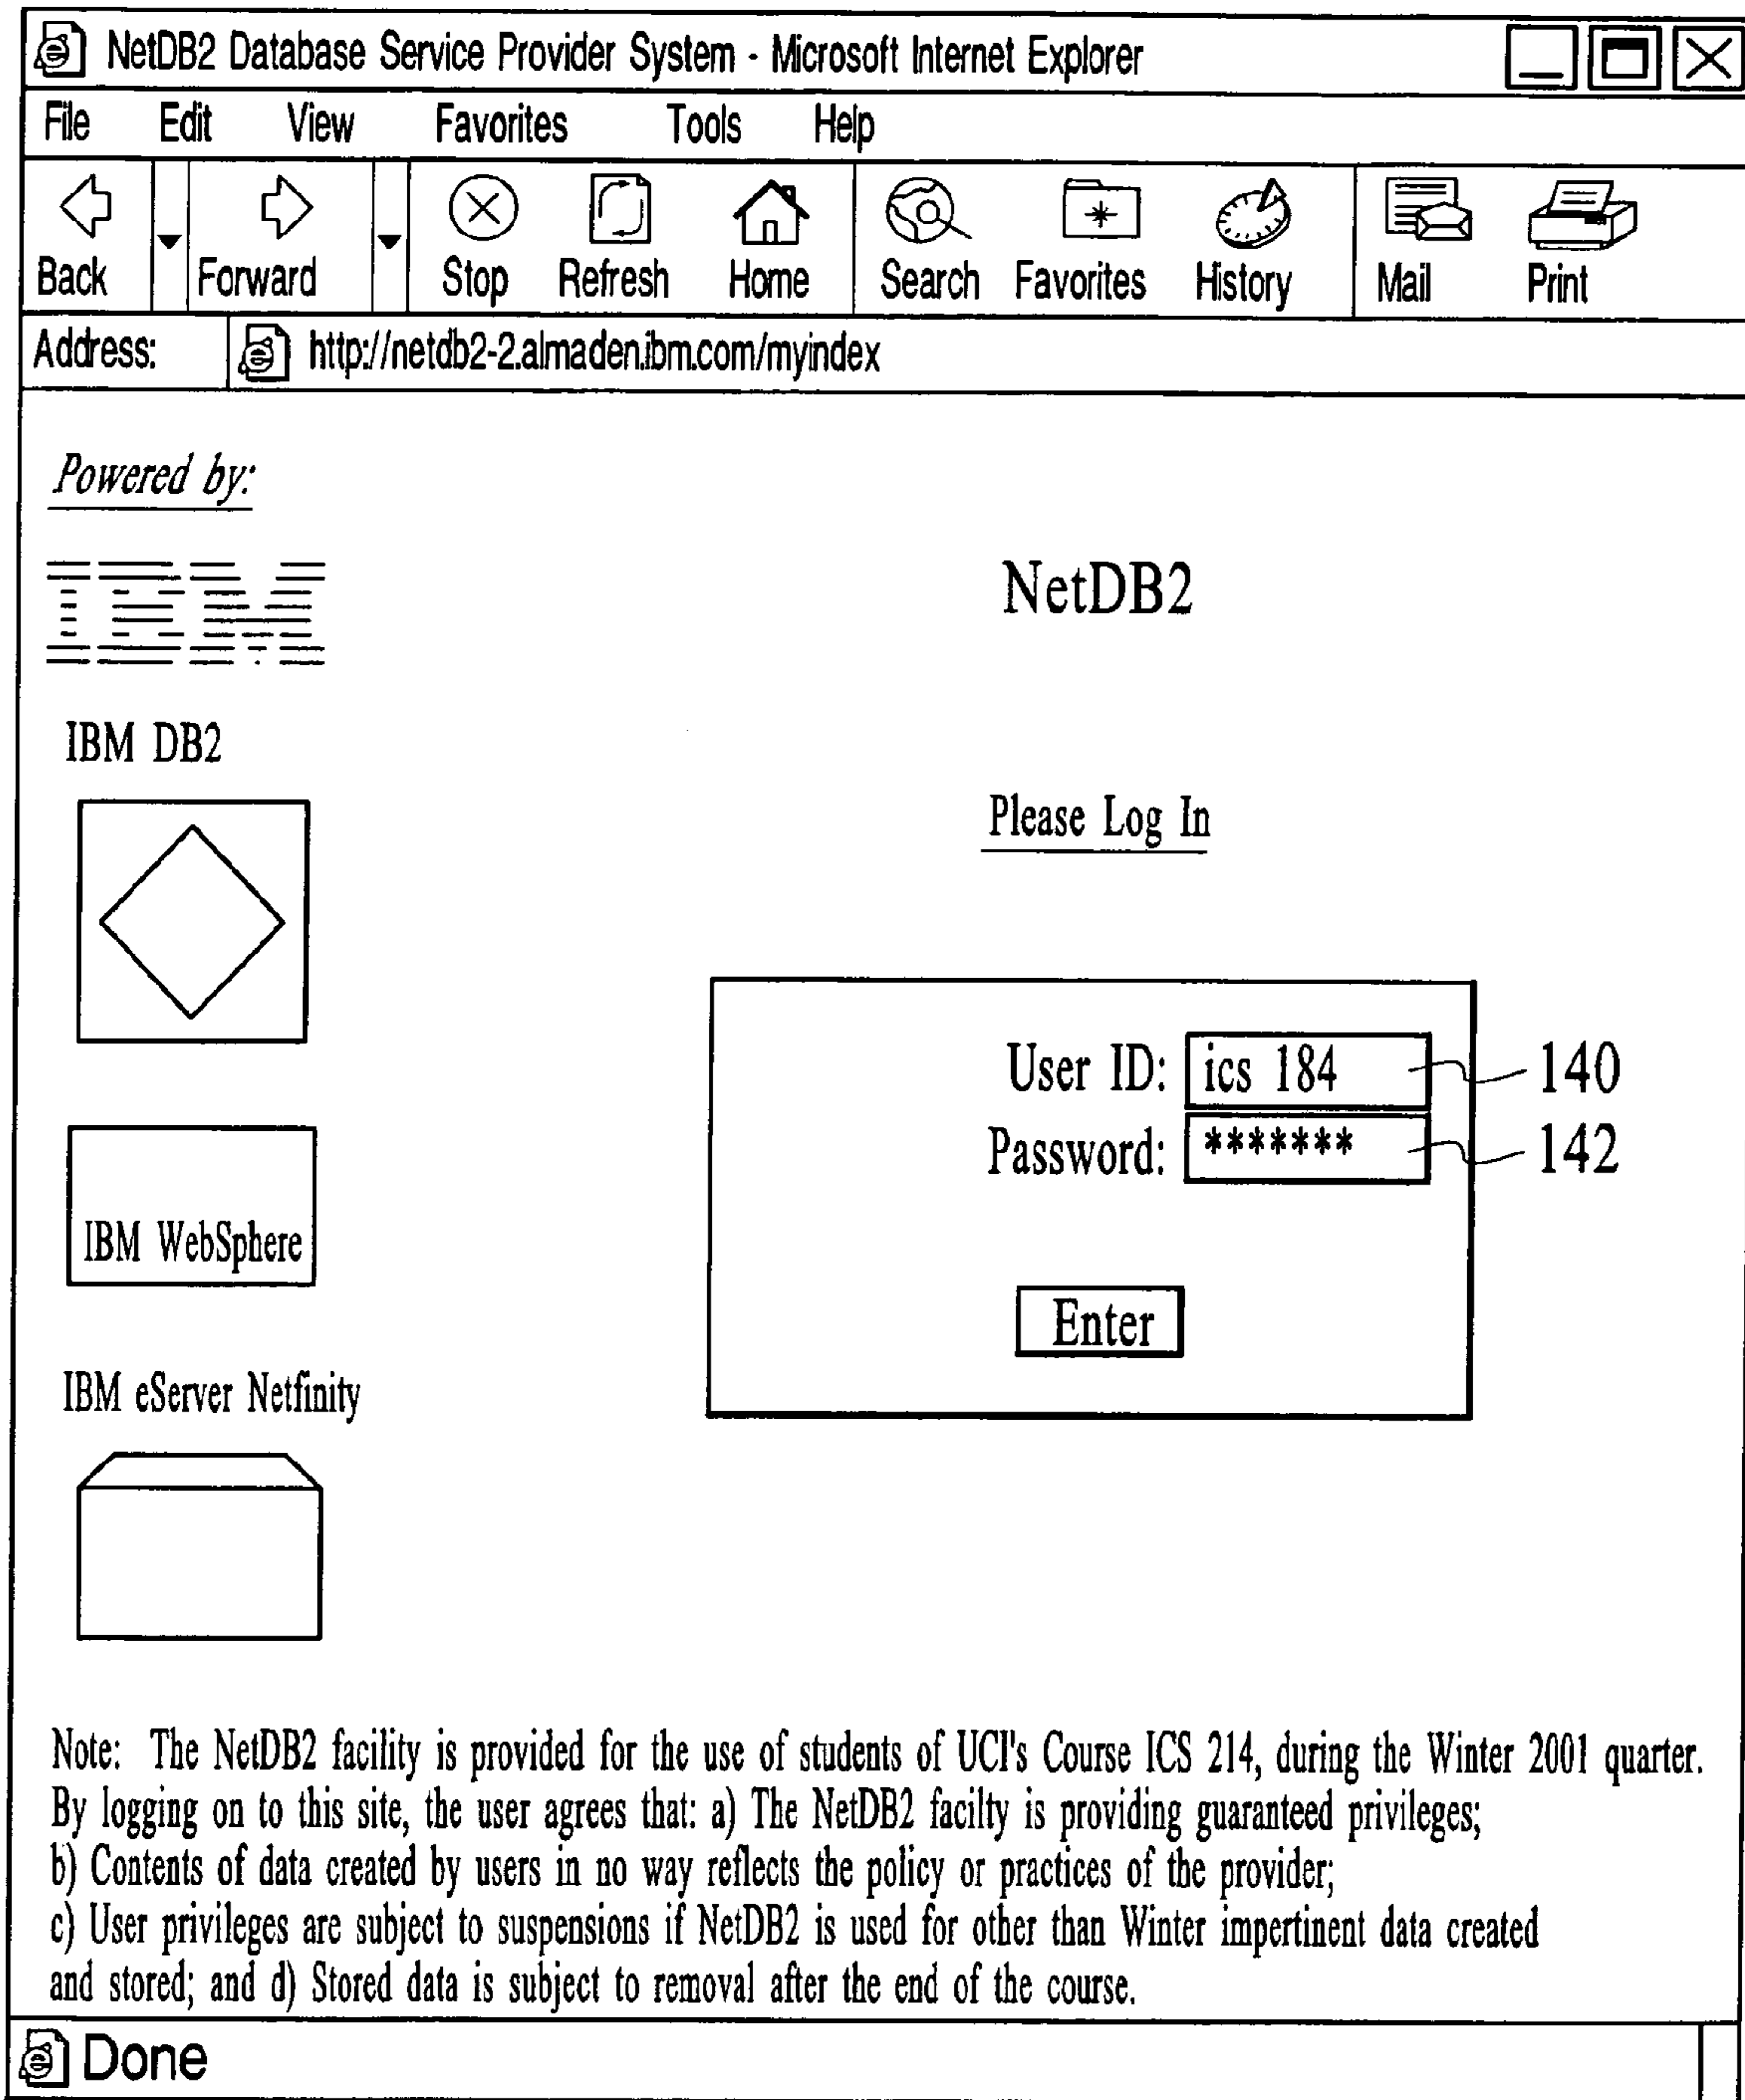 NetDB2 Database Service Provider System - Microsoft Internet Explorer
File Edit View Favorites Tools Help
Back Forward Stop Refresh Home Search Favorites History Mail Print
Address: http://netdb2-2.almaden.ibm.com/myindex
Powered by:
IBM
NetDB2
IBM DB2
Please Log In
User ID: ics 184 140
Password: ******* 142
IBM WebSphere
Enter
IBM eServer Netfinity
Note: The NetDB2 facility is provided for the use of students of UCI's Course ICS 214, during the Winter 2001 quarter.
By logging on to this site, the user agrees that: a) The NetDB2 facilty is providing guaranteed privileges;
b) Contents of data created by users in no way reflects the policy or practices of the provider;
c) User privileges are subject to suspensions if NetDB2 is used for other than Winter impertinent data created
and stored; and d) Stored data is subject to removal after the end of the course.
Done